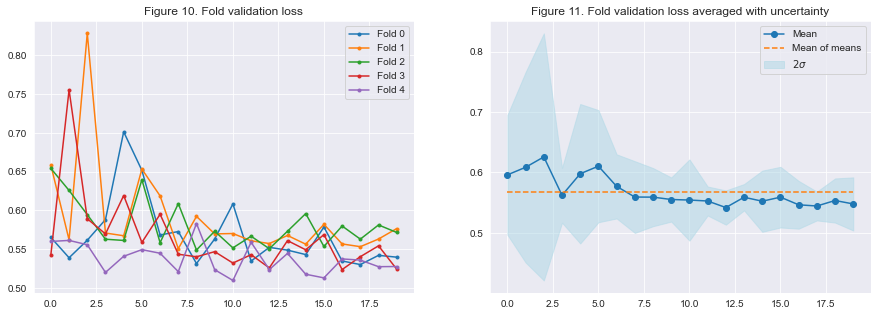 Figure 10. Fold validation loss
0.80
0.75
0.70
0.65
0.60
0.55
0.50
0.0 2.5 5.0 7.5 10.0 12.5 15.0 17.5
Fold 0
Fold 1
Fold 2
Fold 3
Fold 4
Figure 11. Fold validation loss averaged with uncertainty
0.8
0.7
0.6
0.5
0.0 2.5 5.0 7.5 10.0 12.5 15.0 17.5
Mean
Mean of means
2σ